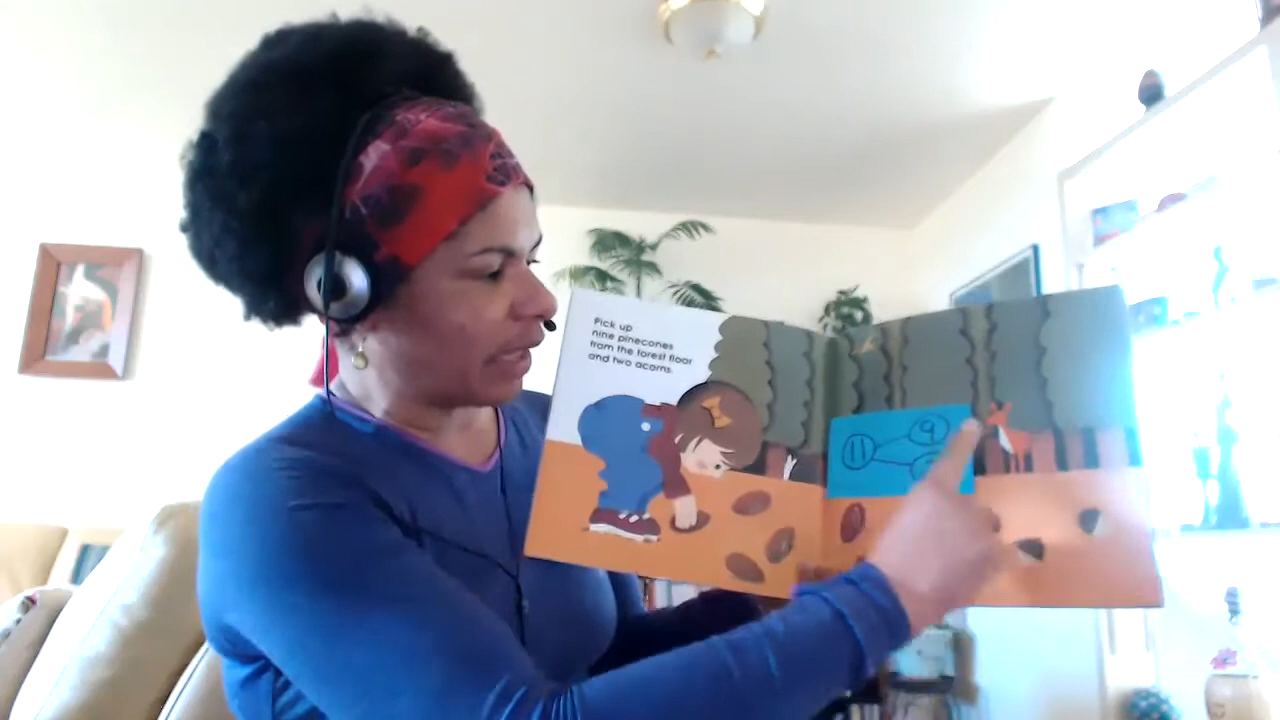 Pick up
nine pinecones
from the forest floor
and two acorns.
11
9